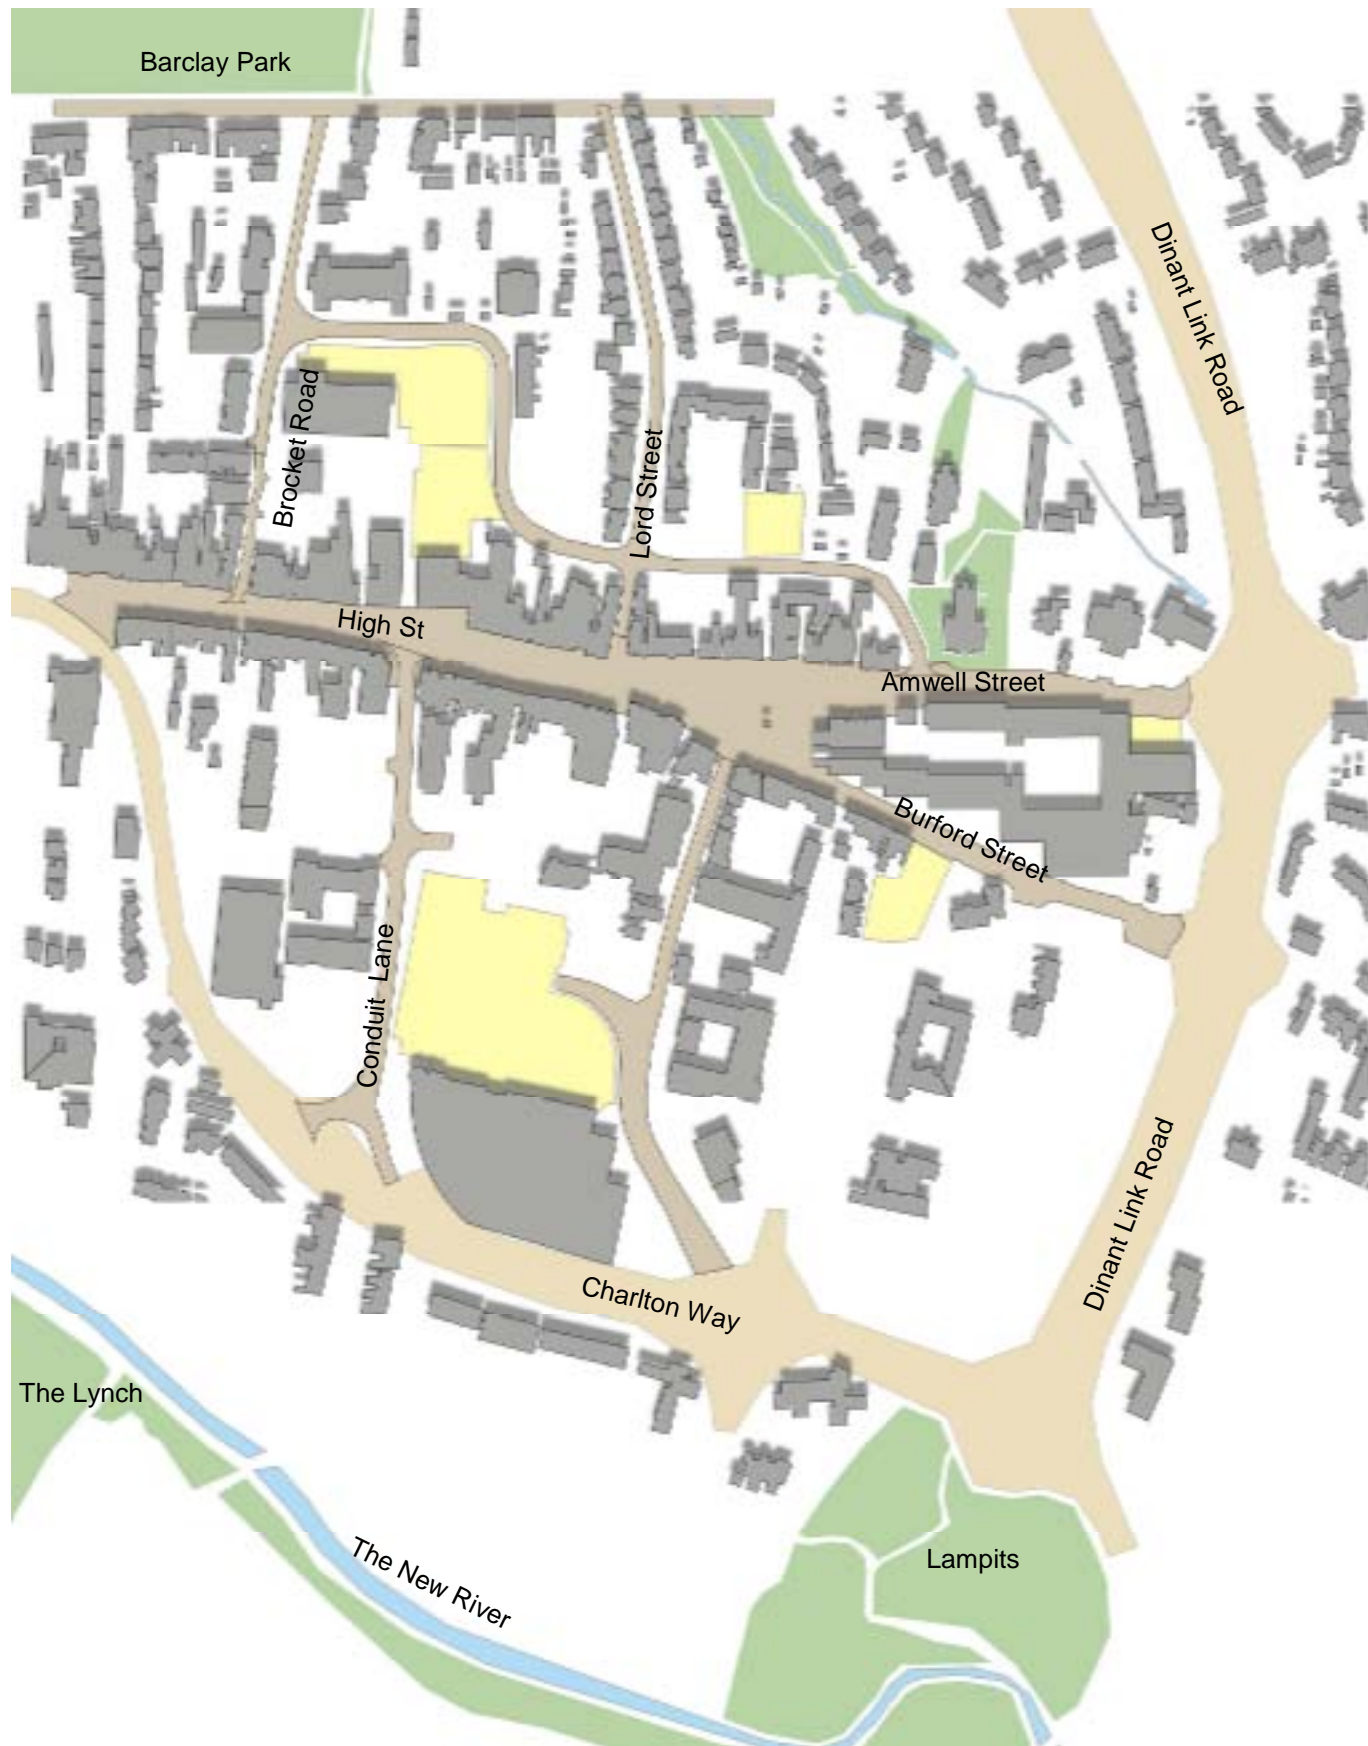 Barclay Park
Dinant Link Road
Brocket Road
Lord Street
High St
Amwell Street
Burford Street
Conduit Lane
Dinant Link Road
Charlton Way
The Lynch
The New River
Lampits